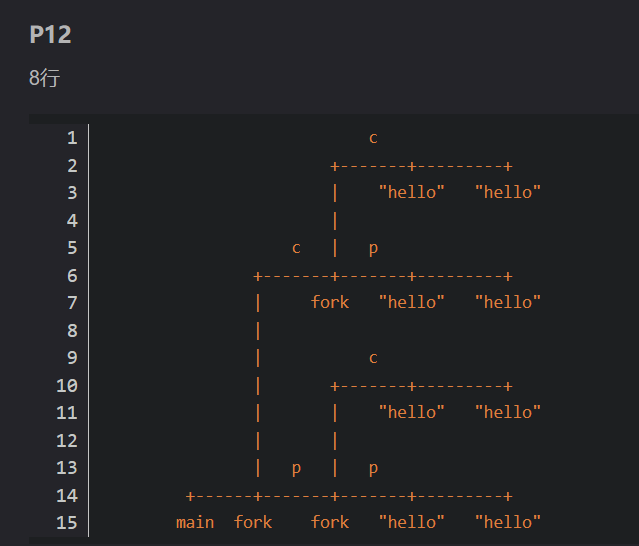 P12
8行
1                              c
2                          +-------+---------+
3                          |    "hello"   "hello"
4                          |
5                      c   |   p
6                  +-------+-------+---------+
7                  |     fork   "hello"   "hello"
8                  |
9                  |           c
10                 |       +-------+---------+
11                 |       |    "hello"   "hello"
12                 |       |
13                 |   p   |   p
14          +------+-------+-------+---------+
15         main  fork    fork   "hello"   "hello"